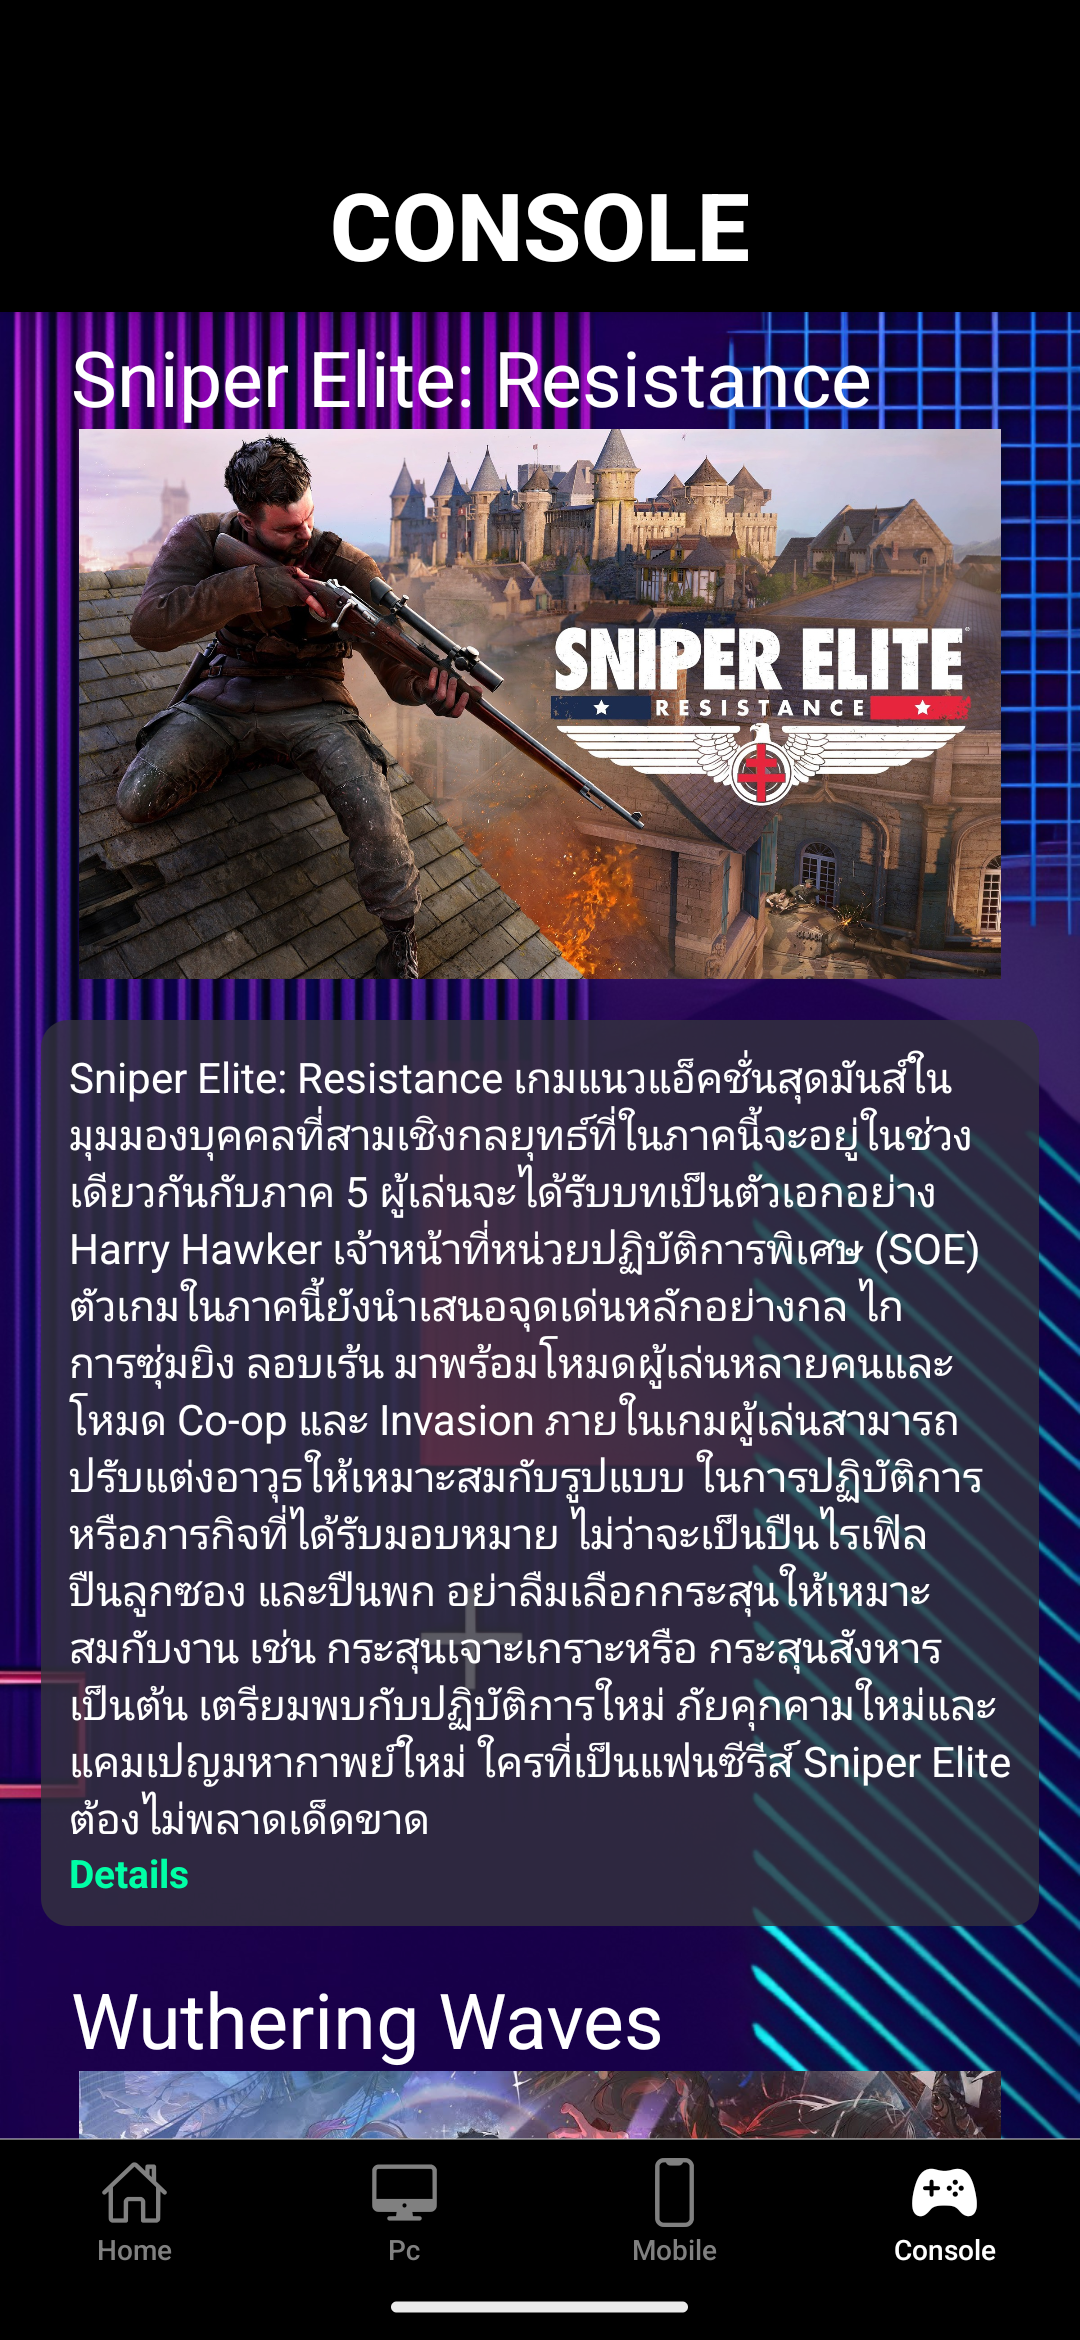 CONSOLE
Sniper Elite: Resistance
SNIPER ELITE
RESISTANCE
Sniper Elite: Resistance เกมแนวแอ็คชั่นสุดมันส์ใน
มุมมองบุคคลที่สามเชิงกลยุทธ์ที่ในภาคนี้จะอยู่ในช่วง
เดียวกันกับภาค 5 ผู้เล่นจะได้รับบทเป็นตัวเอกอย่าง
Harry Hawker เจ้าหน้าที่หน่วยปฏิบัติการพิเศษ (SOE)
ตัวเกมในภาคนี้ยังนำเสนอจุดเด่นหลักอย่างกล ไก
การซุ่มยิง ลอบเร้น มาพร้อมโหมดผู้เล่นหลายคนและ
โหมด Co-op และ Invasion ภายในเกมผู้เล่นสามารถ
ปรับแต่งอาวุธให้เหมาะสมกับรูปแบบ ในการปฏิบัติการ
หรือภารกิจที่ได้รับมอบหมาย ไม่ว่าจะเป็นปืนไรเฟิล
ปืนลูกซอง และปืนพก อย่าลืมเลือกกระสุนให้เหมาะ
สมกับงาน เช่น กระสุนเจาะเกราะหรือ กระสุนสังหาร
เป็นต้น เตรียมพบกับปฏิบัติการใหม่ ภัยคุกคามใหม่และ
แคมเปญมหากาพย์ใหม่ ใครที่เป็นแฟนซีรีส์ Sniper Elite
ต้องไม่พลาดเด็ดขาด
Details
Wuthering Waves
Home
Pc
Mobile
Console